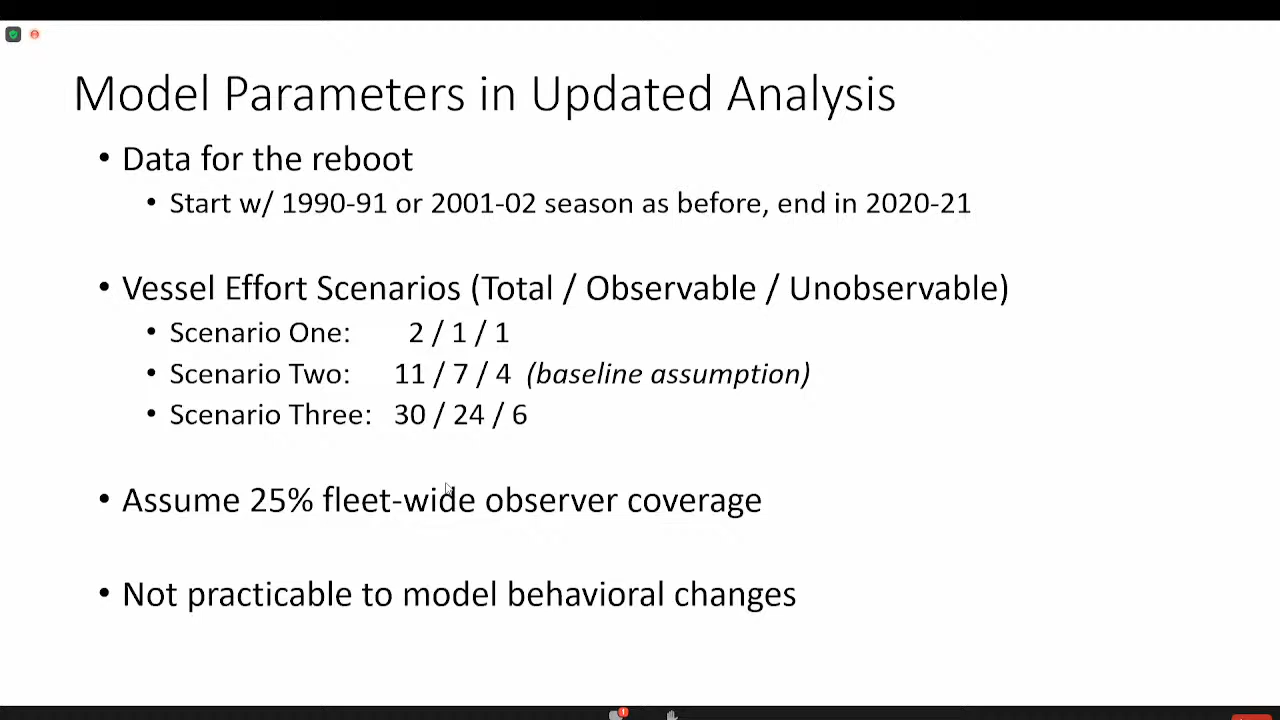 Model Parameters in Updated Analysis
• Data for the reboot
• Start w/ 1990-91 or 2001-02 season as before, end in 2020-21
• Vessel Effort Scenarios (Total / Observable / Unobservable)
• Scenario One: 2 / 1 / 1
• Scenario Two: 11 / 7 / 4 (baseline assumption)
• Scenario Three: 30 / 24 / 6
• Assume 25% fleet-wide observer coverage
• Not practicable to model behavioral changes